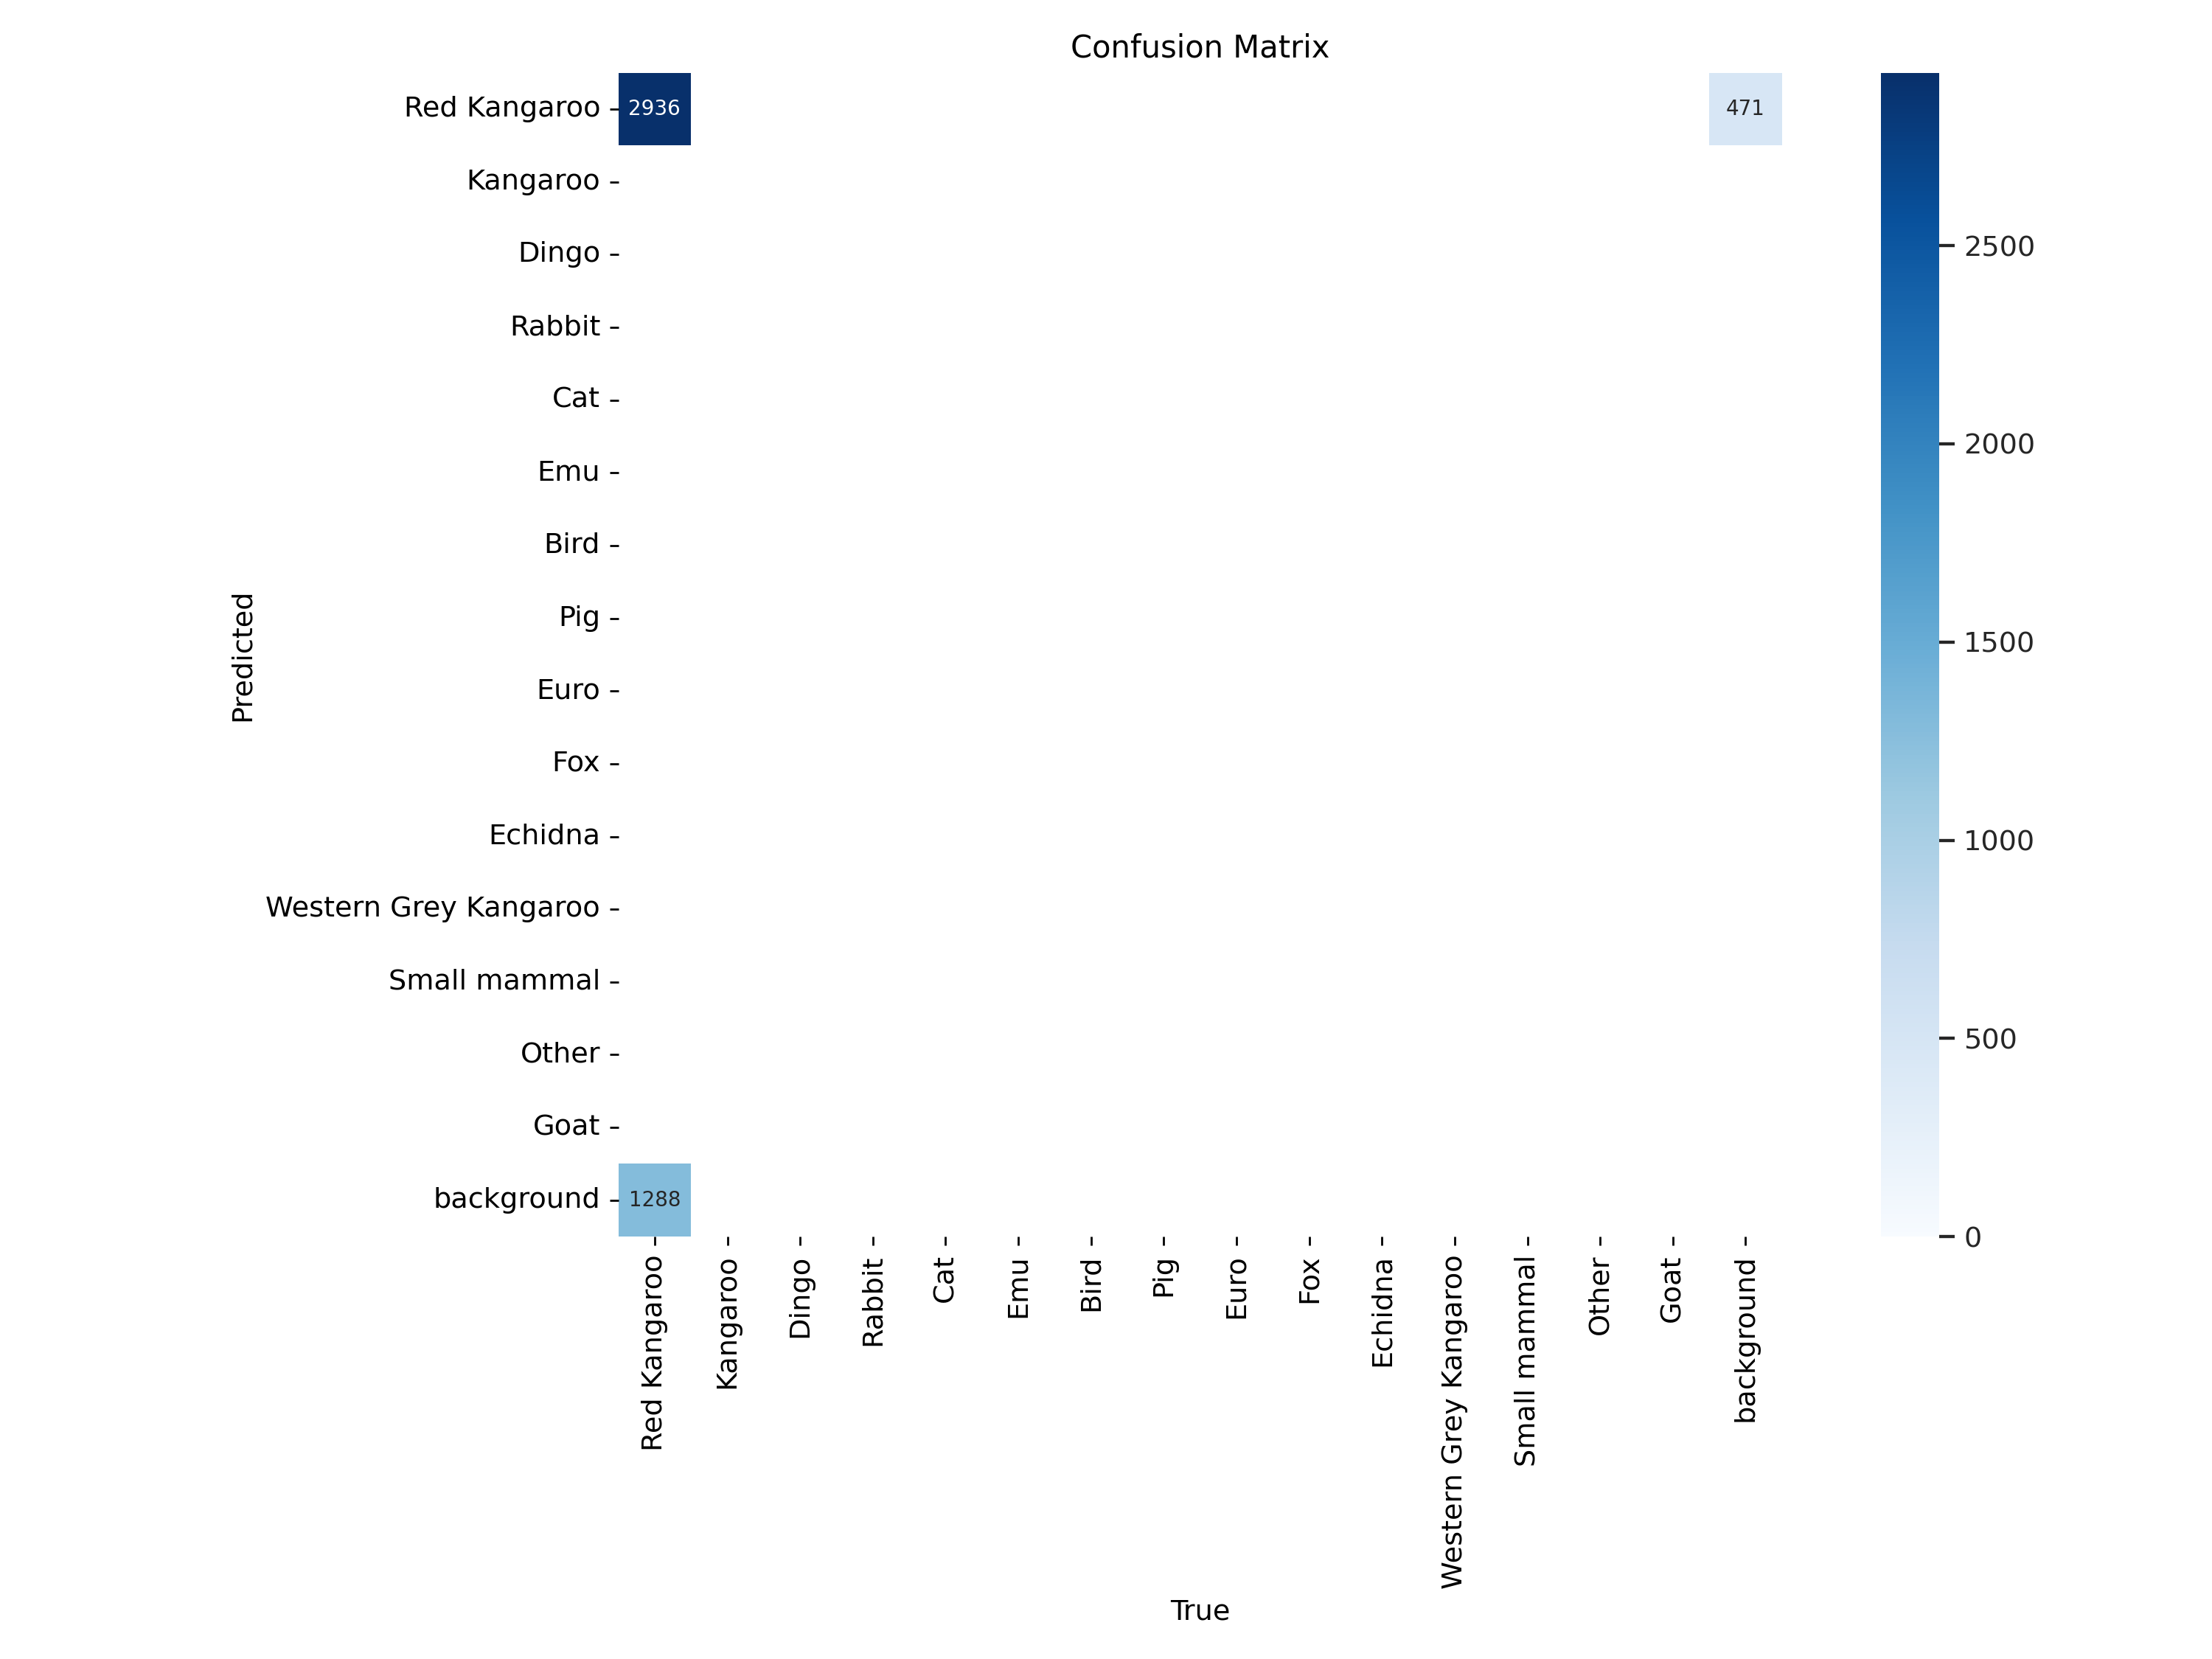 Confusion Matrix
Red Kangaroo
2936
471
Kangaroo
Dingo
Rabbit
Cat
Emu
Bird
Pig
Euro
Fox
Echidna
Western Grey Kangaroo
Small mammal
Other
Goat
background
1288
Predicted
2500
2000
1500
1000
500
0
Red Kangaroo
Kangaroo
Dingo
Rabbit
Cat
Emu
Bird
Pig
Euro
Fox
Echidna
Western Grey Kangaroo
Small mammal
Other
Goat
background
True